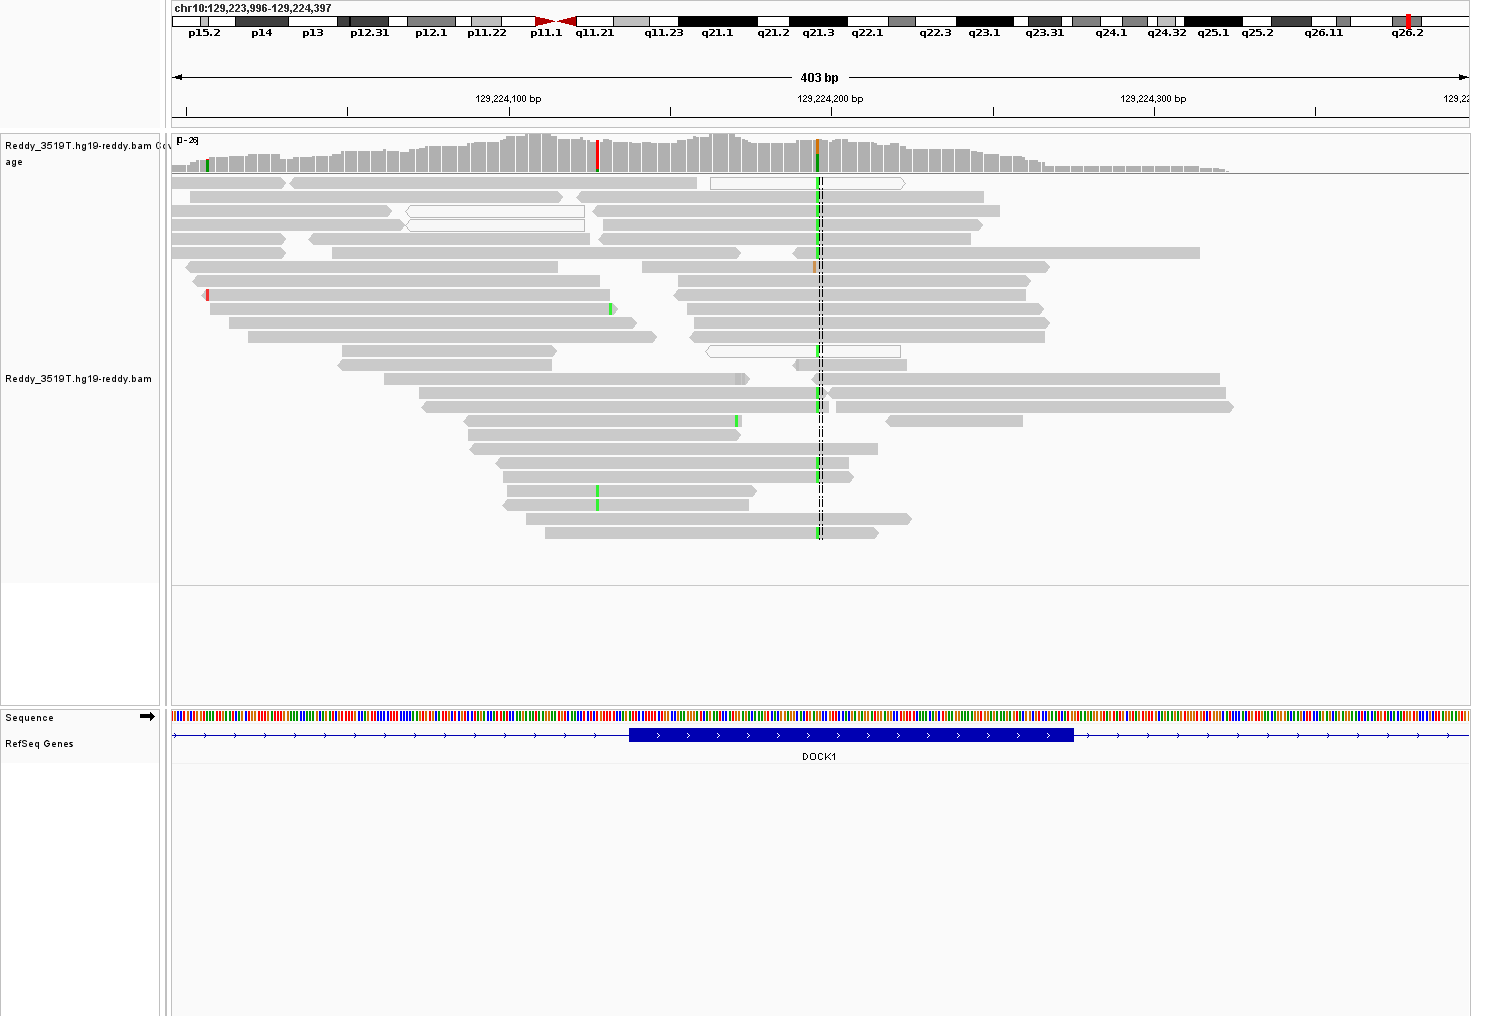 chr10:129,223,996-129,224,397
p15.2 p14 p13 p12.31 p12.1 p11.22 p11.1 q11.21 q11.23 q21.1 q21.2 q21.3 q22.1 q22.3 q23.1 q23.31 q24.1 q24.32 q25.1 q25.2 q26.11 q26.2
403 bp
129,224,100 bp 129,224,200 bp 129,224,300 bp 129,22
[0 - 26]
Reddy_3519T.hg19-reddy.bam Cov
age
Reddy_3519T.hg19-reddy.bam
Sequence
RefSeq Genes
DOCK1